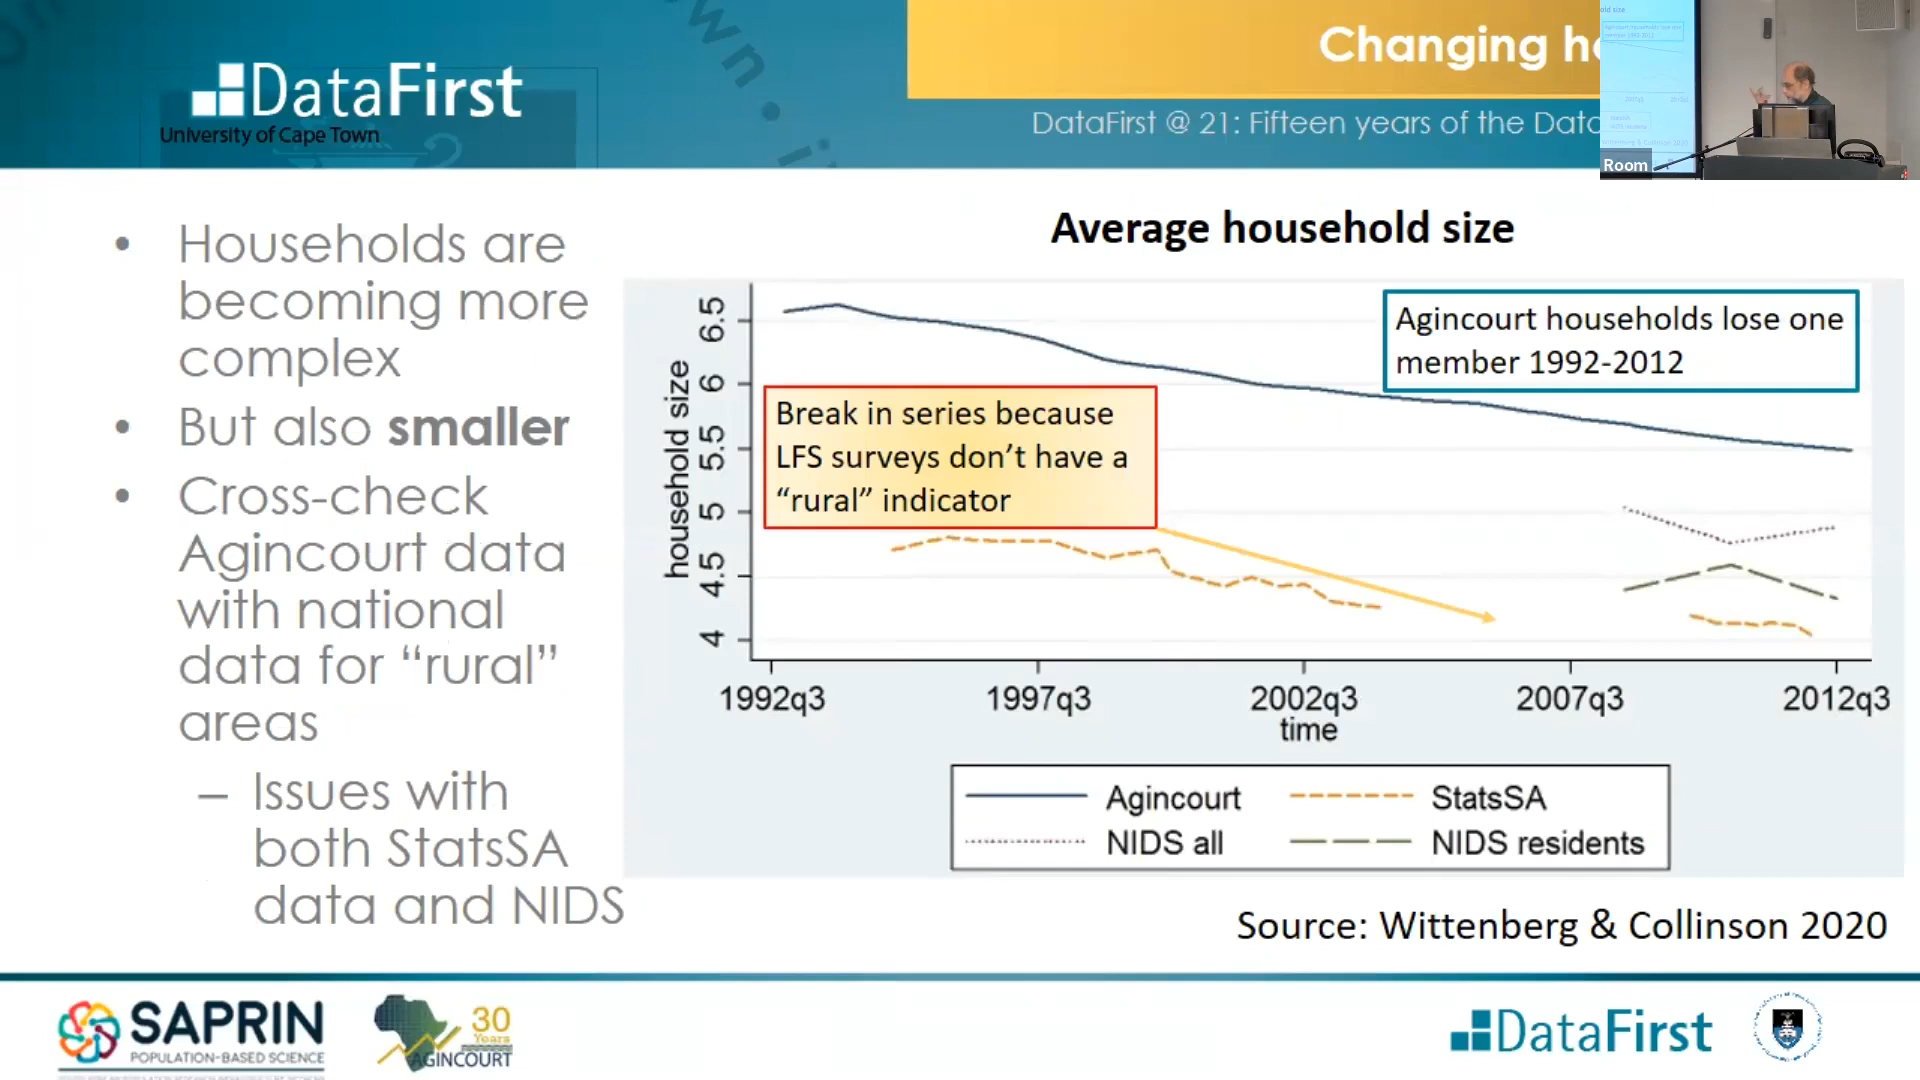 DataFirst
University of Cape Town
Changing
DataFirst @ 21: Fifteen years of the
Room
• Households are
becoming more
complex
• But also smaller
• Cross-check
Agincourt data
with national
data for “rural”
areas
– Issues with
both StatsSA
data and NIDS
Average household size
Agincourt households lose one
member 1992-2012
Break in series because
LFS surveys don’t have a
“rural” indicator
household size
6.5
6
5.5
5
4.5
4
1992q3 1997q3 2002q3 2007q3 2012q3
time
Agincourt StatsSA
NIDS all NIDS residents
Source: Wittenberg & Collinson 2020
SAPRIN
POPULATION-BASED SCIENCE
30
Years
AGINCOURT
DataFirst